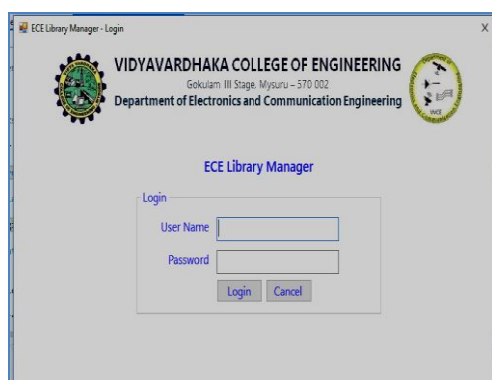 ECE Library Manager - Login X
VIDYAVARDHAKA COLLEGE OF ENGINEERING
Gokulam III Stage, Mysuru – 570 002
Department of Electronics and Communication Engineering
ECE Library Manager
Login
User Name
Password
Login Cancel